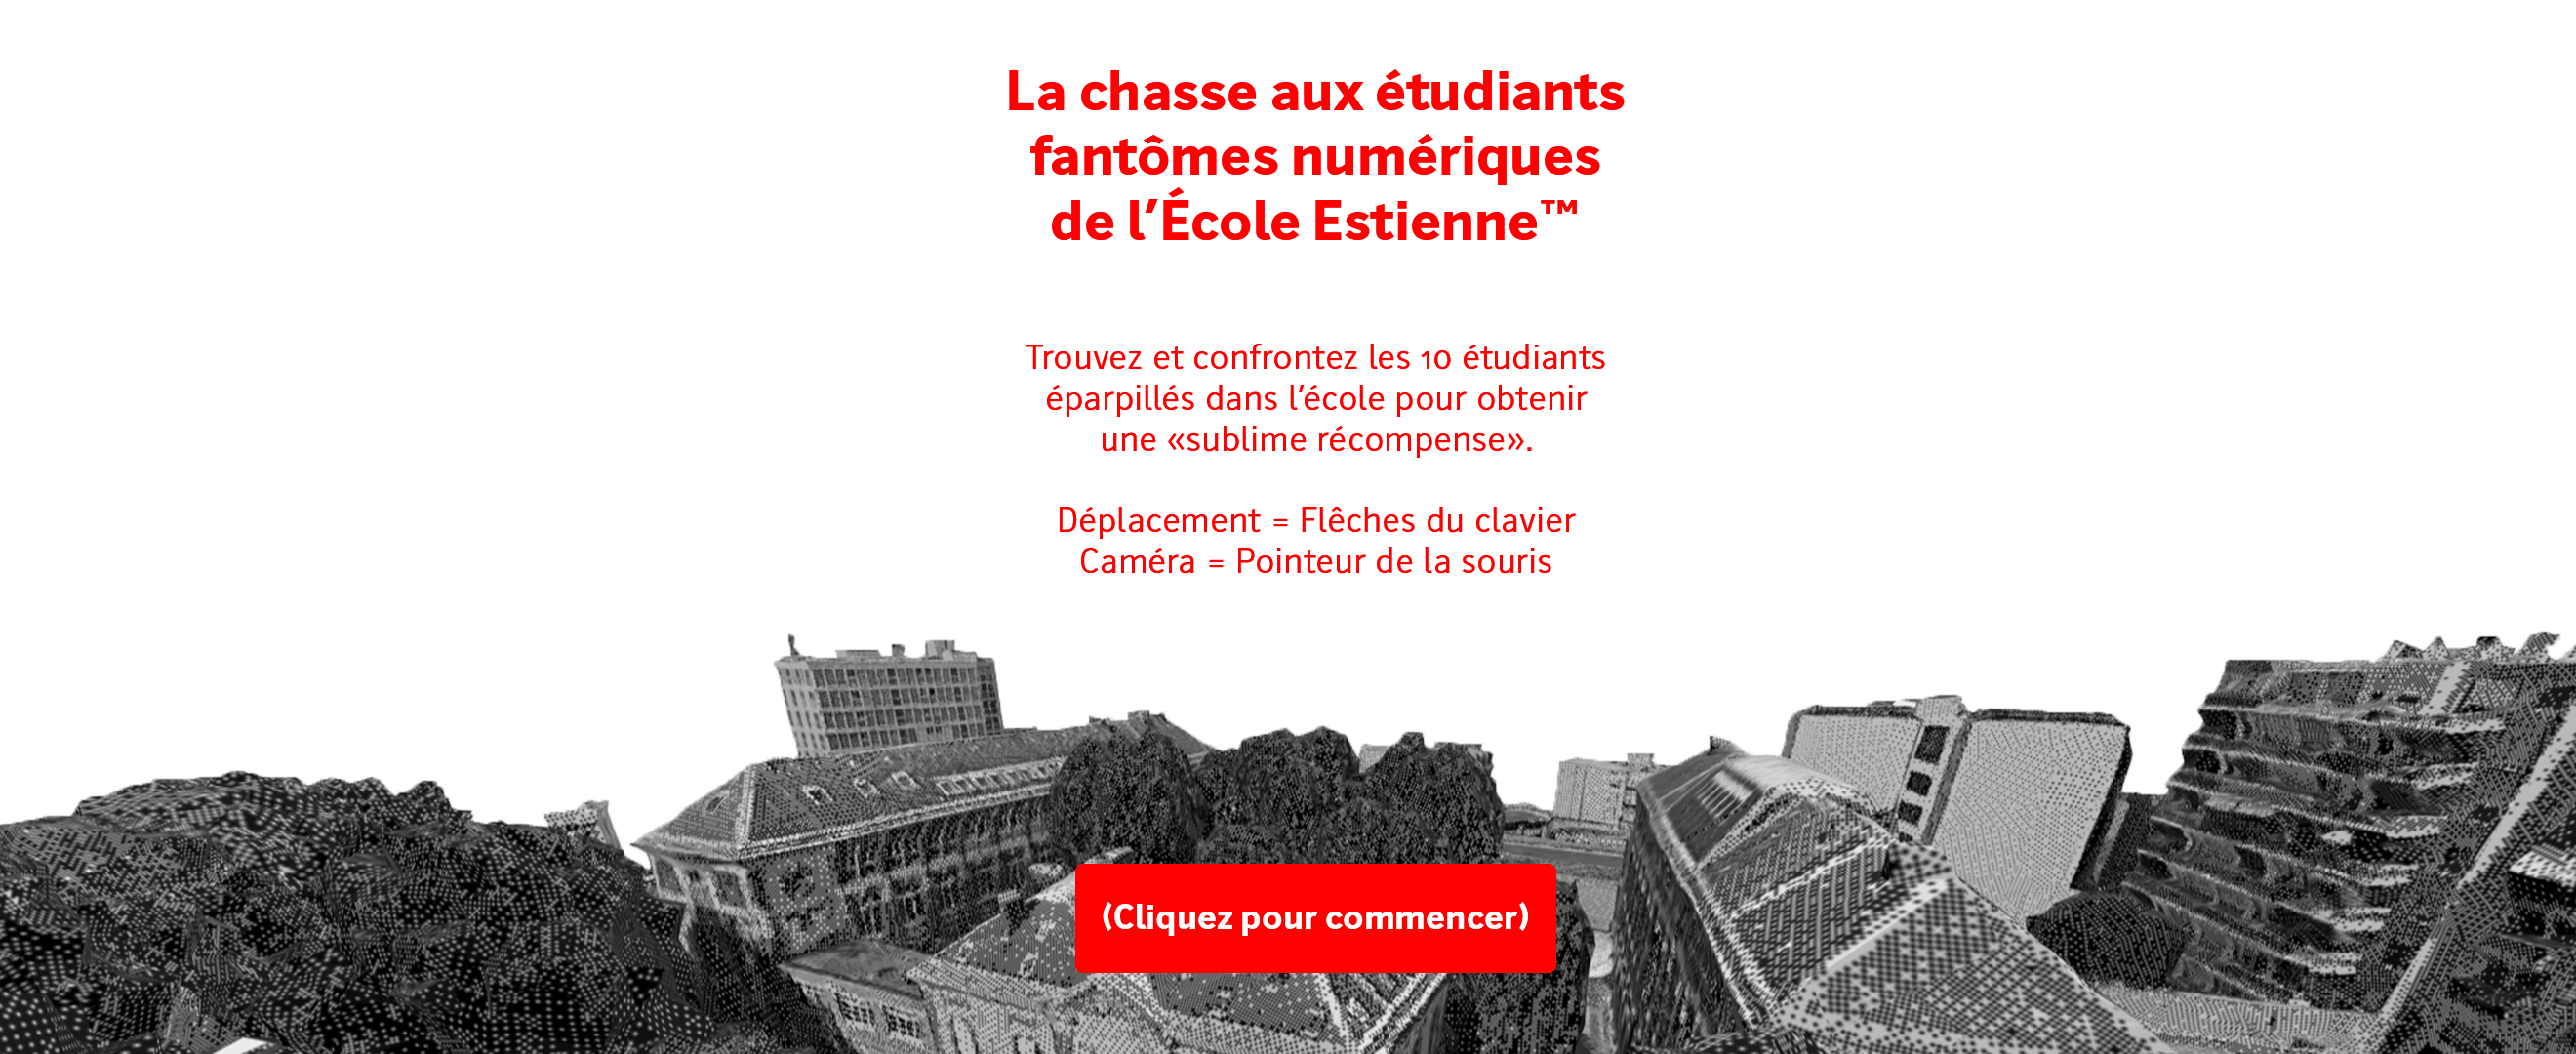 La chasse aux étudiants
fantômes numériques
de l’École Estienne™
Trouvez et confrontez les 10 étudiants
éparpillés dans l’école pour obtenir
une «sublime récompense».
Déplacement = Flêches du clavier
Caméra = Pointeur de la souris
(Cliquez pour commencer)